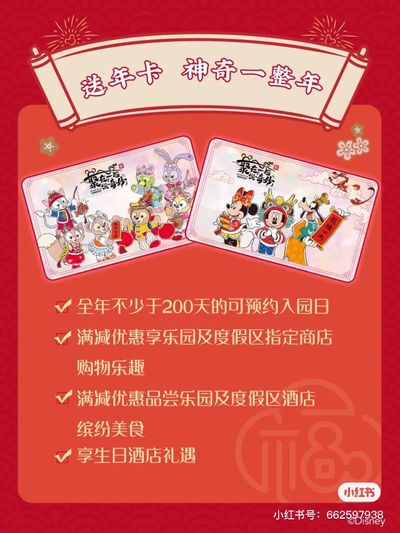 送年卡 神奇一整年
全年不少于200天的可预约入园日
满减优惠享乐园及度假区指定商店
购物乐趣
满减优惠品尝乐园及度假区酒店
缤纷美食
享生日酒店礼遇
福
小红书
小红书号：662597938
©Disney